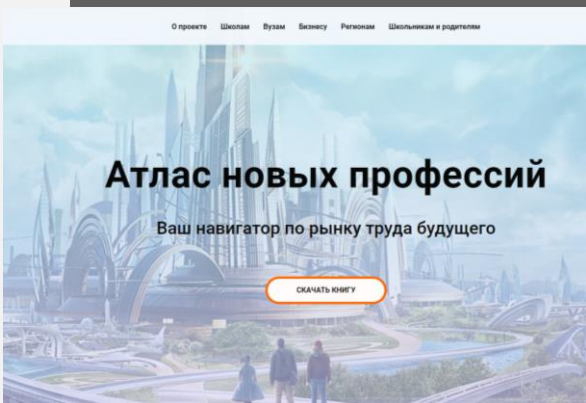 О проекте Школам Вузам Бизнесу Регионам Школьникам и родителям
Атлас новых профессий
Ваш навигатор по рынку труда будущего
СКАЧАТЬ КНИГУ